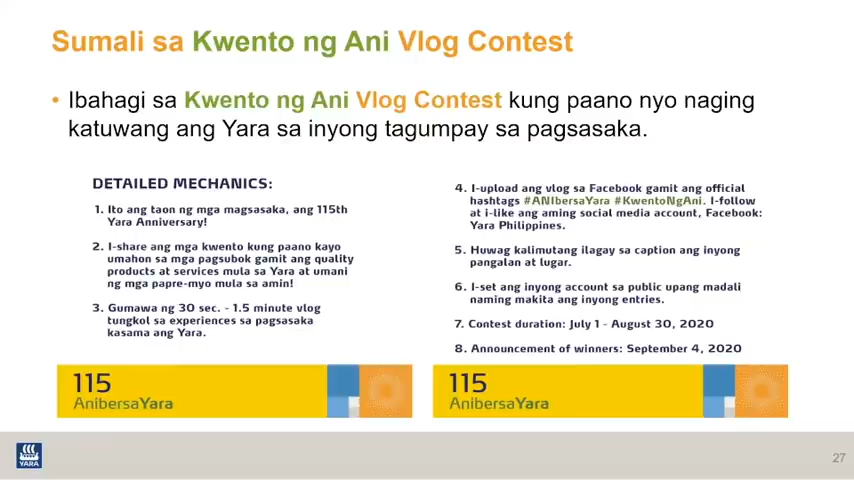 Sumali sa Kwento ng Ani Vlog Contest
• Ibahagi sa Kwento ng Ani Vlog Contest kung paano nyo naging
katuwang ang Yara sa inyong tagumpay sa pagsasaka.
DETAILED MECHANICS:
1. Ito ang taon ng mga magsasaka, ang 115th
Yara Anniversary!
2. I-share ang mga kwento kung paano kayo
umahon sa mga pagsubok gamit ang quality
products at services mula sa Yara at umani
ng mga papre-myo mula sa amin!
3. Gumawa ng 30 sec. - 1.5 minute vlog
tungkol sa experiences sa pagsasaka
kasama ang Yara.
115
AnibersaYara
4. I-upload ang vlog sa Facebook gamit ang official
hashtags #ANIbersaYara #KwentoNgAni. I-follow
at i-like ang aming social media account, Facebook:
Yara Philippines.
5. Huwag kalimutang ilagay sa caption ang inyong
pangalan at lugar.
6. I-set ang inyong account sa public upang madali
naming makita ang inyong entries.
7. Contest duration: July 1 - August 30, 2020
8. Announcement of winners: September 4, 2020
115
AnibersaYara
YARA
27